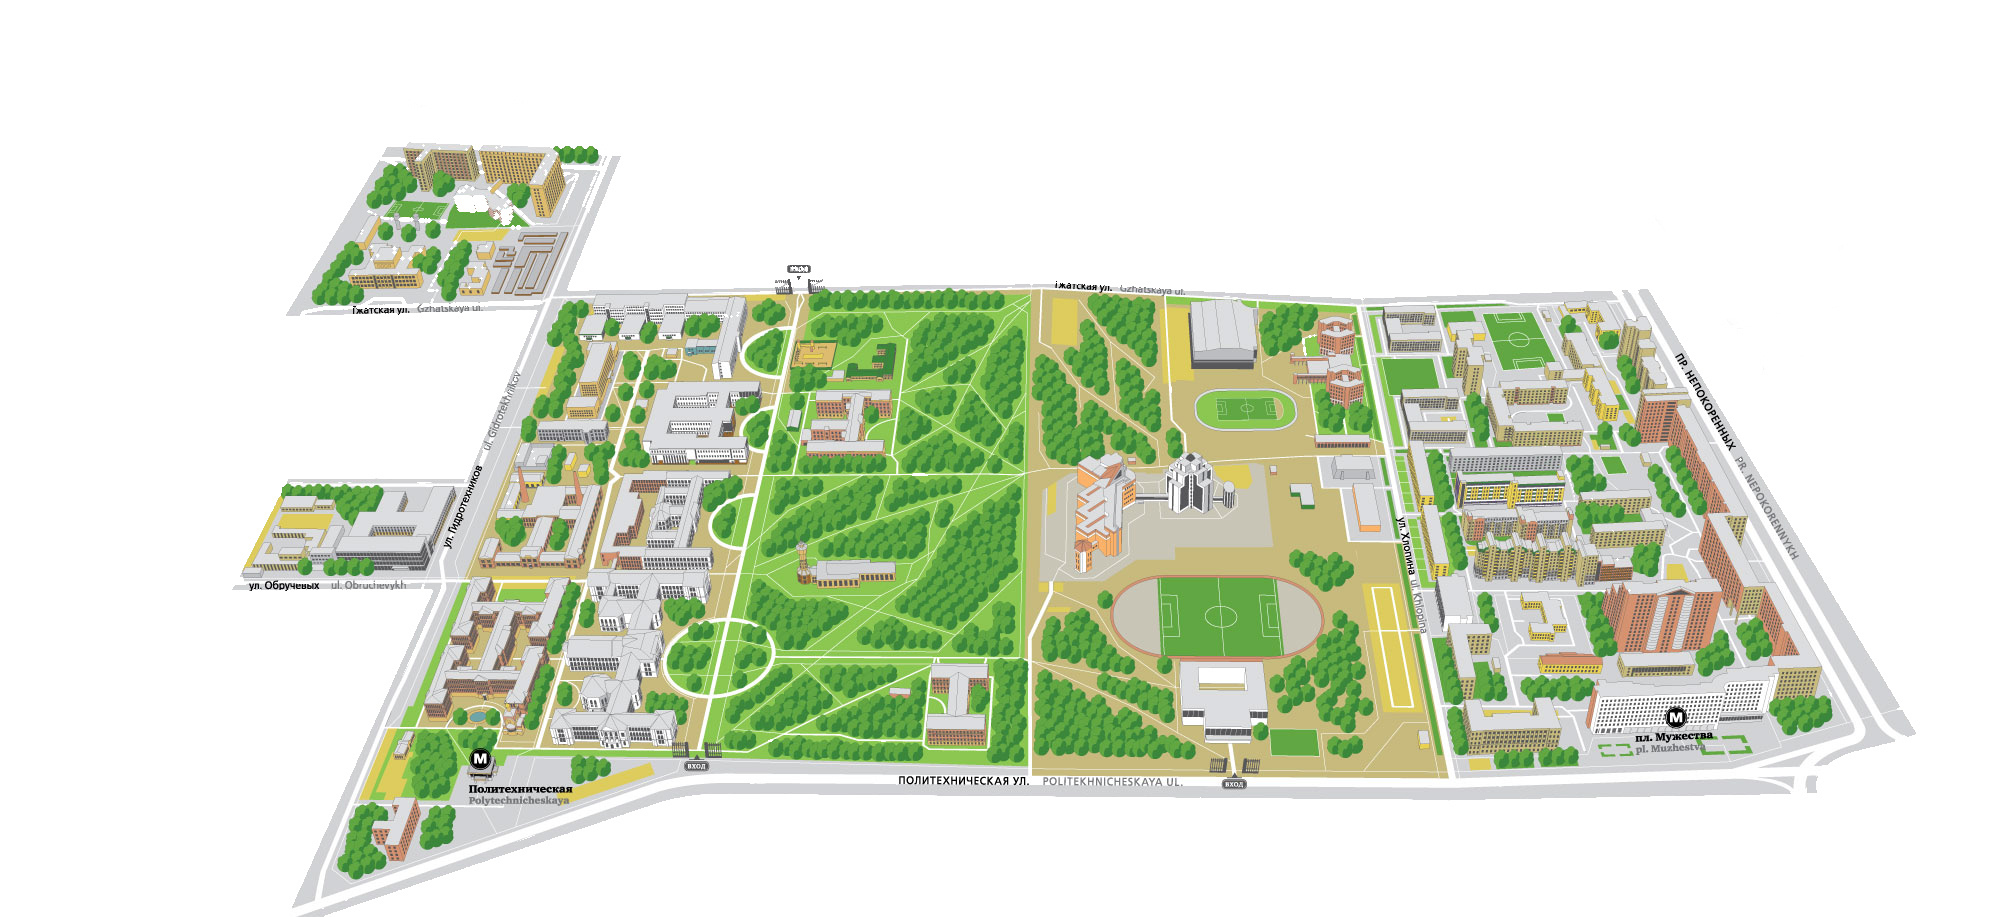 Гжатская ул. Gzhatskaya ul.
Гжатская ул. Gzhatskaya ul.
ул. Гидротехников ul. Gidrotekhnikov
ПР. НЕПОКОРЕННЫХ PR. NEPOKORENNYKH
ул. Хлопина ul. Khlopina
ул. Обручевых ul. Obruchevykh
M
пл. Мужества
pl. Muzhestva
M
Политехническая
Polytechnicheskaya
ВХОД
ПОЛИТЕХНИЧЕСКАЯ УЛ. POLITEKHNICHESKAYA UL.
ВХОД